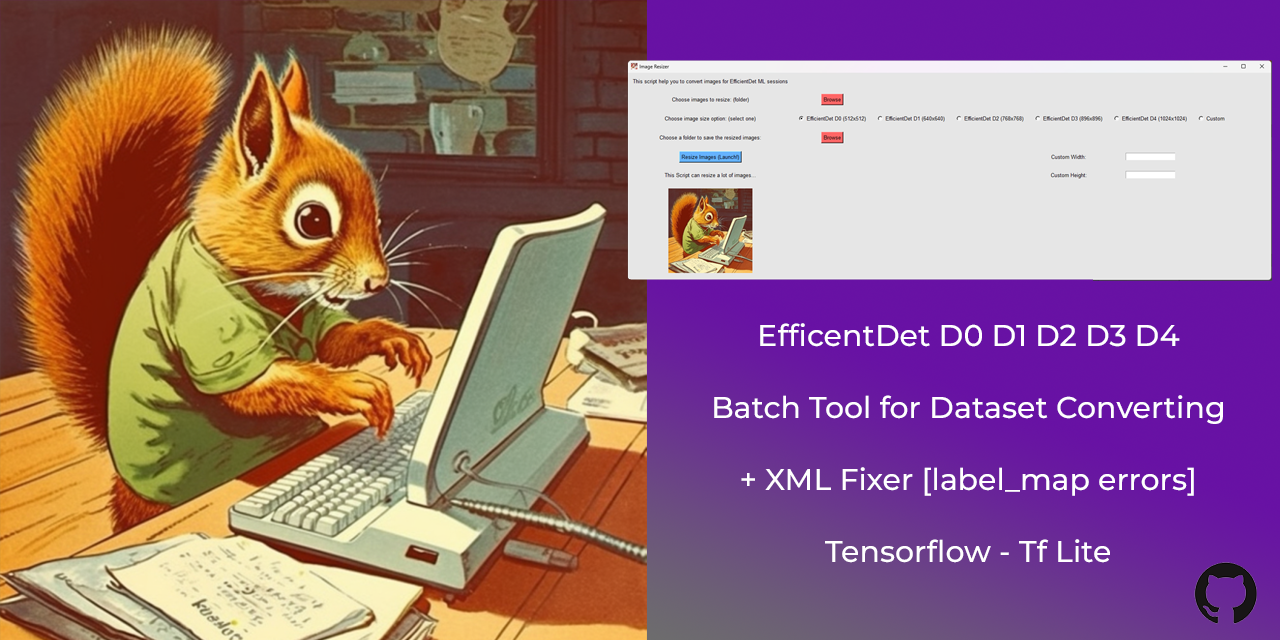 Image Resizer
This script help you to convert images for EfficientDet ML sessions
Choose images to resize: (folder)
Browse
Choose image size option: (select one)
EfficientDet D0 (512x512)
EfficientDet D1 (640x640)
EfficientDet D2 (768x768)
EfficientDet D3 (896x896)
EfficientDet D4 (1024x1024)
Custom
Choose a folder to save the resized images:
Browse
Resize Images (Launch!)
Custom Width:
This Script can resize a lot of images...
Custom Height:
EfficentDet D0 D1 D2 D3 D4
Batch Tool for Dataset Converting
+ XML Fixer [label_map errors]
Tensorflow - Tf Lite